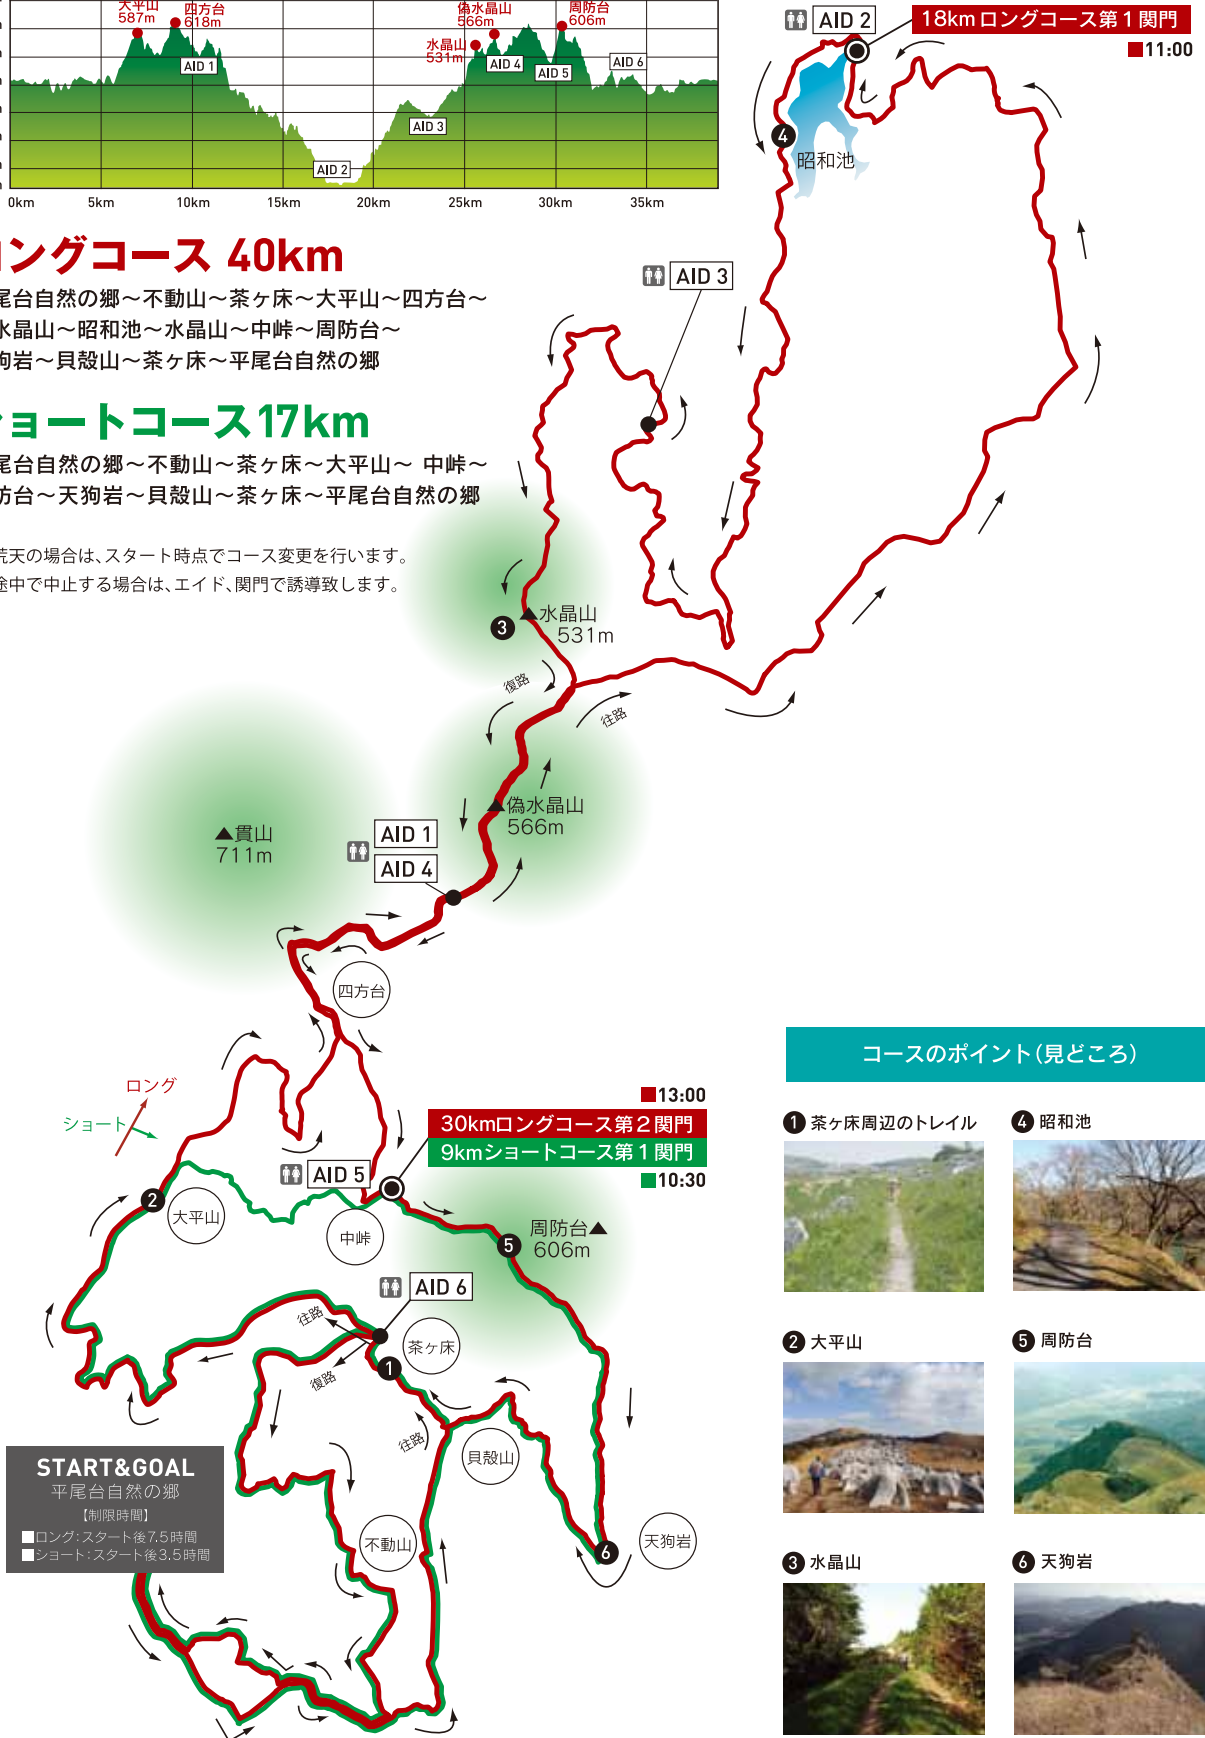 大平山
587m
四方台
618m
偽水晶山
566m
周防台
606m
水晶山
531m
AID 1
AID 4
AID 5
AID 6
AID 3
AID 2
0km
5km
10km
15km
20km
25km
30km
35km
ングコース 40km
尾台自然の郷～不動山～茶ヶ床～大平山～四方台～
水晶山～昭和池～水晶山～中峠～周防台～
狗岩～貝殻山～茶ヶ床～平尾台自然の郷
ョートコース17km
尾台自然の郷～不動山～茶ヶ床～大平山～ 中峠～
防台～天狗岩～貝殻山～茶ヶ床～平尾台自然の郷
荒天の場合は、スタート時点でコース変更を行います。
途中で中止する場合は、エイド、関門で誘導致します。
AID 2
18kmロングコース第1関門
■11:00
4
昭和池
AID 3
3
▲水晶山
531m
復路
往路
▲偽水晶山
566m
▲貫山
711m
AID 1
AID 4
四方台
ロング
ショート
■13:00
30kmロングコース第2関門
9kmショートコース第1関門
■10:30
AID 5
2
大平山
中峠
周防台▲
606m
5
AID 6
往路
茶ヶ床
1
復路
往路
貝殻山
START&GOAL
平尾台自然の郷
【制限時間】
■ロング:スタート後7.5時間
■ショート:スタート後3.5時間
不動山
6
天狗岩
コースのポイント(見どころ)
1 茶ヶ床周辺のトレイル
4 昭和池
2 大平山
5 周防台
3 水晶山
6 天狗岩